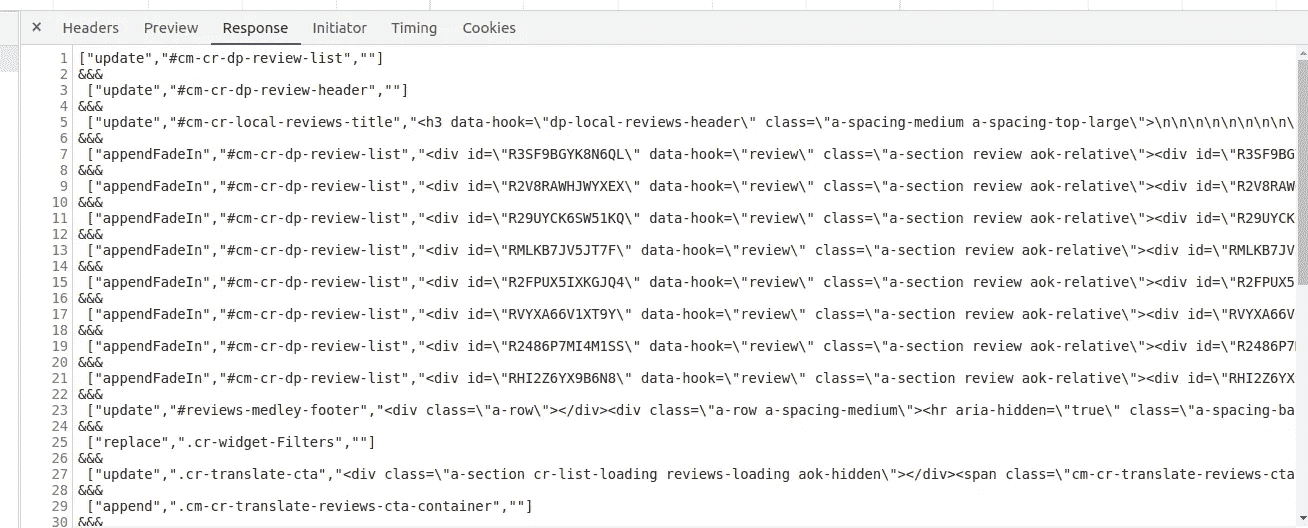 × Headers Preview Response Initiator Timing Cookies
1 ["update","#cm-cr-dp-review-list",""]
2 &&&
3 ["update","#cm-cr-dp-review-header",""]
4 &&&
5 ["update","#cm-cr-local-reviews-title","<h3 data-hook=\"dp-local-reviews-header\" class=\"a-spacing-medium a-spacing-top-large\">\n\n\n\n\n\n\n\n\
6 &&&
7 ["appendFadeIn","#cm-cr-dp-review-list","<div id=\"R3SF9BGYK8N6QL\" data-hook=\"review\" class=\"a-section review aok-relative\"><div id=\"R3SF9BG
8 &&&
9 ["appendFadeIn","#cm-cr-dp-review-list","<div id=\"R2V8RAWHJWYXEX\" data-hook=\"review\" class=\"a-section review aok-relative\"><div id=\"R2V8RAW
10 &&&
11 ["appendFadeIn","#cm-cr-dp-review-list","<div id=\"R29UYCK6SW51KQ\" data-hook=\"review\" class=\"a-section review aok-relative\"><div id=\"R29UYCK
12 &&&
13 ["appendFadeIn","#cm-cr-dp-review-list","<div id=\"RMLKB7JV5JT7F\" data-hook=\"review\" class=\"a-section review aok-relative\"><div id=\"RMLKB7JV
14 &&&
15 ["appendFadeIn","#cm-cr-dp-review-list","<div id=\"R2FPUX5IXKGJQ4\" data-hook=\"review\" class=\"a-section review aok-relative\"><div id=\"R2FPUX5
16 &&&
17 ["appendFadeIn","#cm-cr-dp-review-list","<div id=\"RVYXA66V1XT9Y\" data-hook=\"review\" class=\"a-section review aok-relative\"><div id=\"RVYXA66V
18 &&&
19 ["appendFadeIn","#cm-cr-dp-review-list","<div id=\"R2486P7MI4M1SS\" data-hook=\"review\" class=\"a-section review aok-relative\"><div id=\"R2486P7
20 &&&
21 ["appendFadeIn","#cm-cr-dp-review-list","<div id=\"RHI2Z6YX9B6N8\" data-hook=\"review\" class=\"a-section review aok-relative\"><div id=\"RHI2Z6YX
22 &&&
23 ["update","#reviews-medley-footer","<div class=\"a-row\"></div><div class=\"a-row a-spacing-medium\"><hr aria-hidden=\"true\" class=\"a-spacing-ba
24 &&&
25 ["replace",".cr-widget-Filters",""]
26 &&&
27 ["update",".cr-translate-cta","<div class=\"a-section cr-list-loading reviews-loading aok-hidden\"></div><span class=\"cm-cr-translate-reviews-cta
28 &&&
29 ["append",".cm-cr-translate-reviews-cta-container",""]
30 &&&